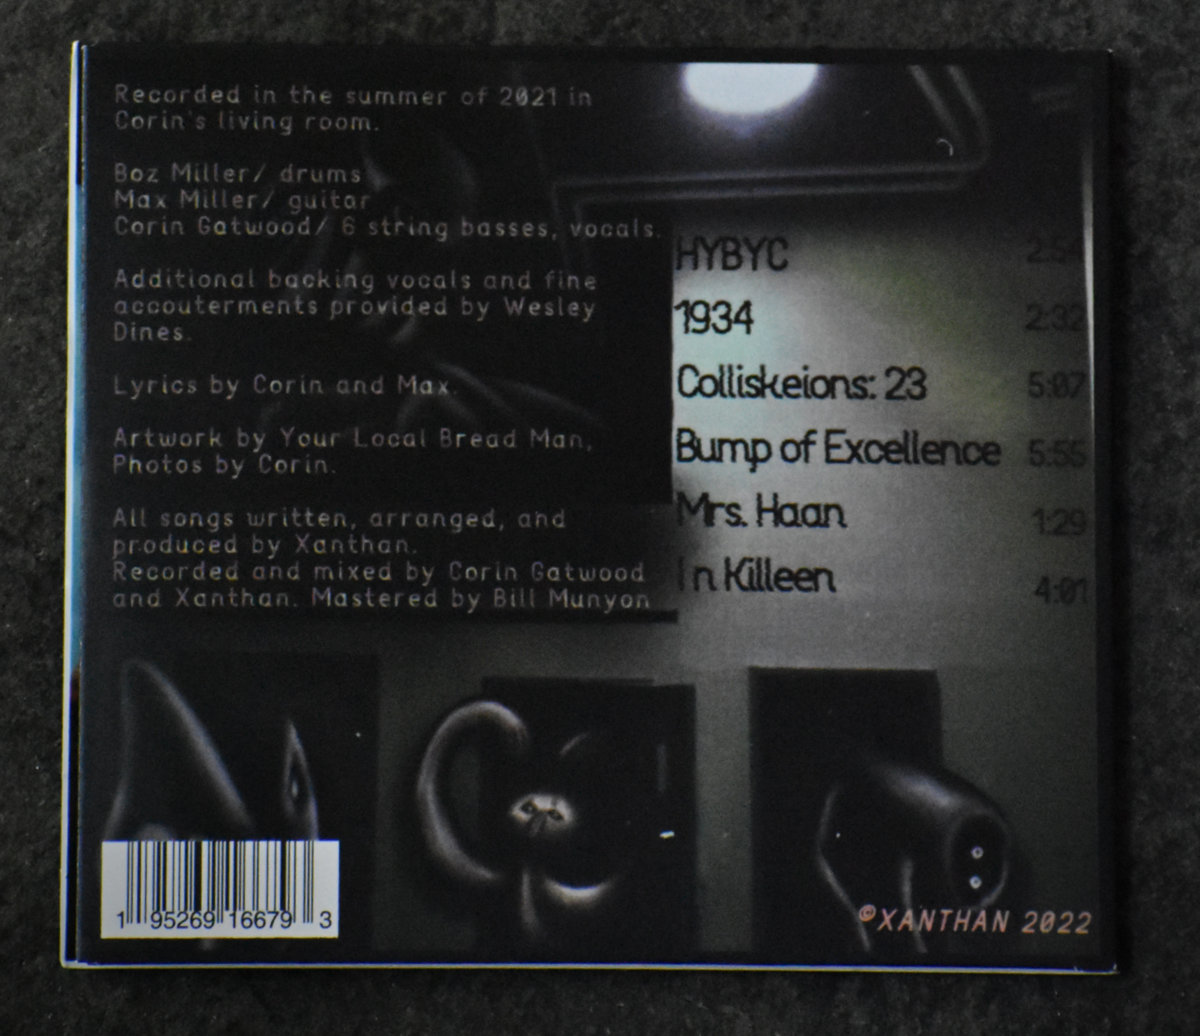 Recorded in the summer of 2021 in
Corin's living room.
Boz Miller/ drums
Max Miller/ guitar
Corin Gatwood/ 6 string basses, vocals.
Additional backing vocals and fine
accouterments provided by Wesley
Dines.
Lyrics by Corin and Max.
Artwork by Your Local Bread Man,
Photos by Corin.
All songs written, arranged, and
produced by Xanthan.
Recorded and mixed by Corin Gatwood
and Xanthan. Mastered by Bill Munyon
HYBYC 2:54
1934 2:32
Colliskeions: 23 5:07
Bump of Excellence 5:55
Mrs. Haan 1:29
In Killeen 4:01
1 95269 16679 3
©XANTHAN 2022